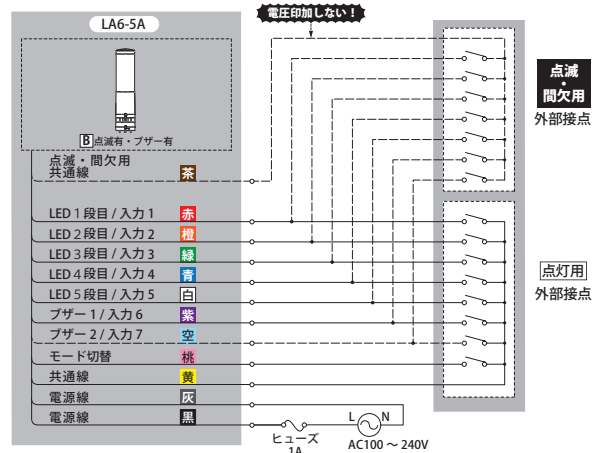 電圧印加しない！
LA6-5A
B 点滅有・ブザー有
点滅・間欠用
共通線 茶
LED 1 段目 / 入力 1 赤
LED 2 段目 / 入力 2 橙
LED 3 段目 / 入力 3 緑
LED 4 段目 / 入力 4 青
LED 5 段目 / 入力 5 白
ブザー 1 / 入力 6 紫
ブザー 2 / 入力 7 空
モード切替 桃
共通線 黄
電源線 灰
電源線 黒
ヒューズ
1A
L N
AC100 ～ 240V
点滅
・
間欠用
外部接点
点灯用
外部接点